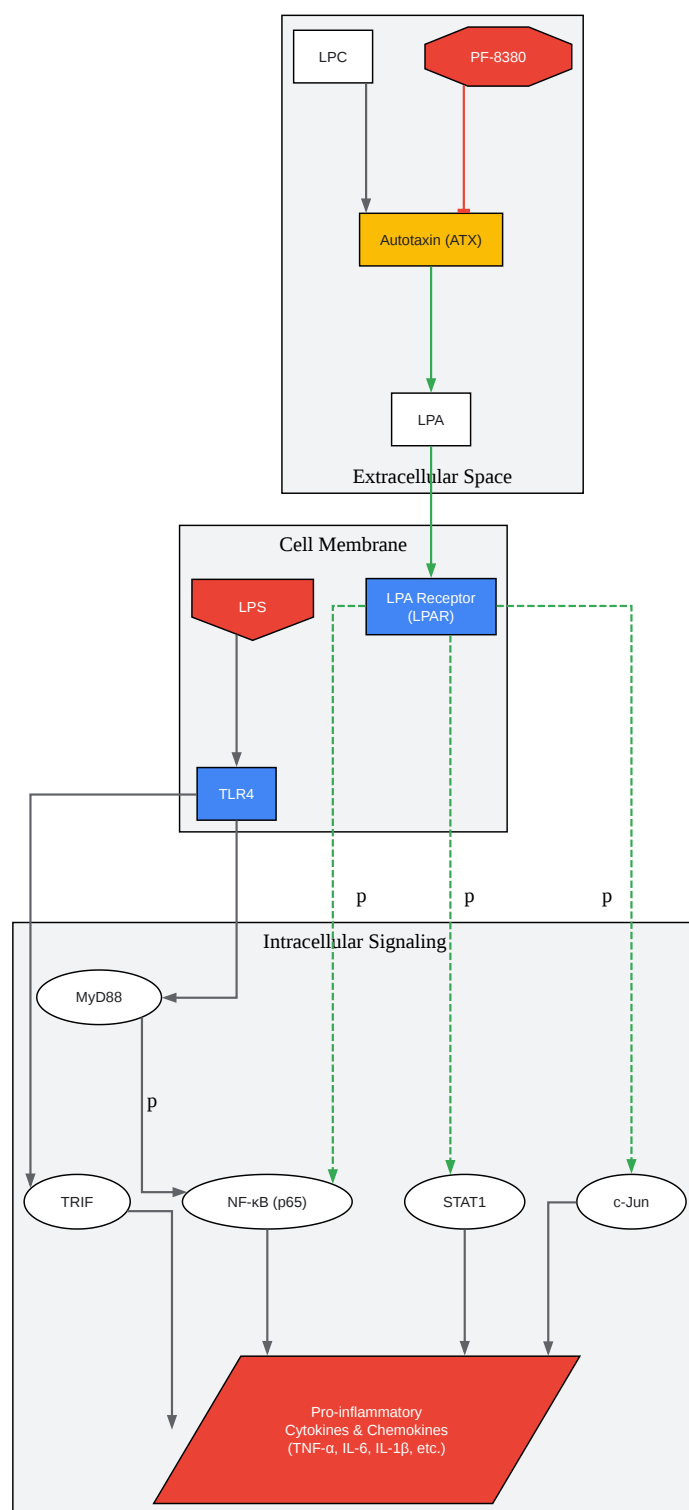 LPC
PF-8380
Autotaxin (ATX)
LPA
Extracellular Space
Cell Membrane
LPS
LPA Receptor
(LPAR)
TLR4
p
p
p
Intracellular Signaling
MyD88
p
TRIF
NF-κB (p65)
STAT1
c-Jun
Pro-inflammatory
Cytokines & Chemokines
(TNF-α, IL-6, IL-1β, etc.)